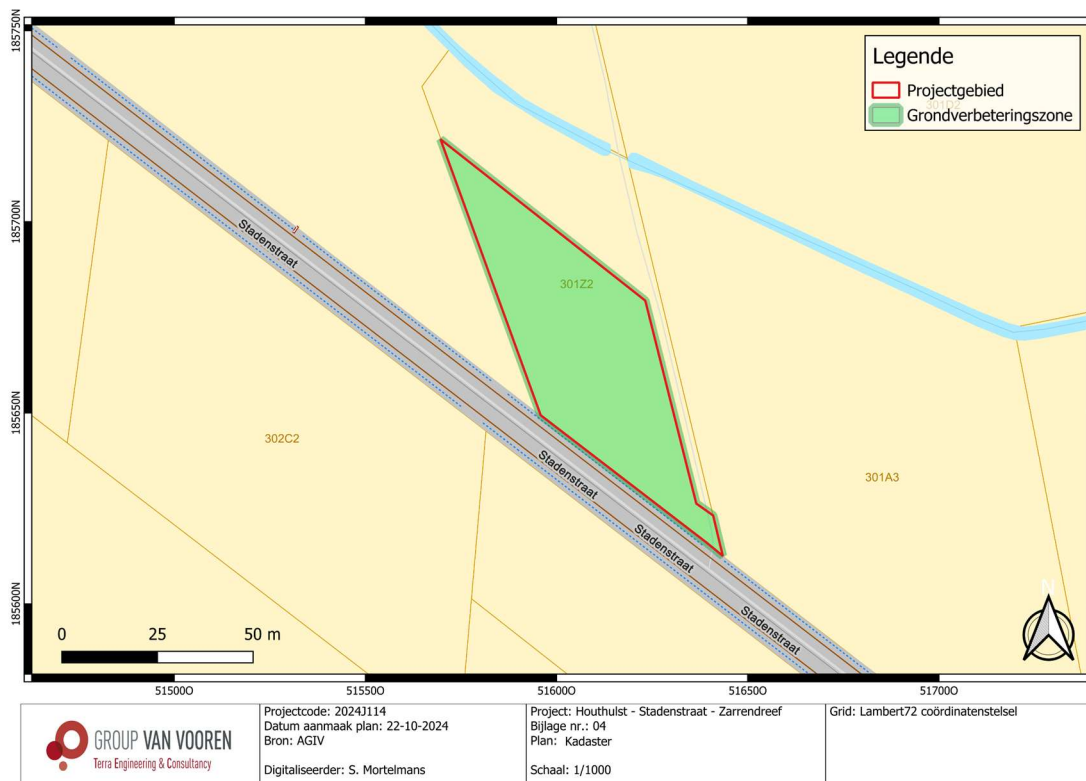 185750N
185700N
185650N
185600N
Legende
Projectgebied
Grondverbeteringszone
301D2
301Z2
302C2
301A3
Stadenstraat
Stadenstraat
Stadenstraat
Stadenstraat
N
0 25 50 m
515000 515500 516000 516500 517000
GROUP VAN VOOREN
Terra Engineering & Consultancy
Projectcode: 2024J114
Datum aanmaak plan: 22-10-2024
Bron: AGIV
Digitaliseerder: S. Mortelmans
Project: Houthulst - Stadenstraat - Zarrendreef
Bijlage nr.: 04
Plan: Kadaster
Schaal: 1/1000
Grid: Lambert72 coördinatenstelsel